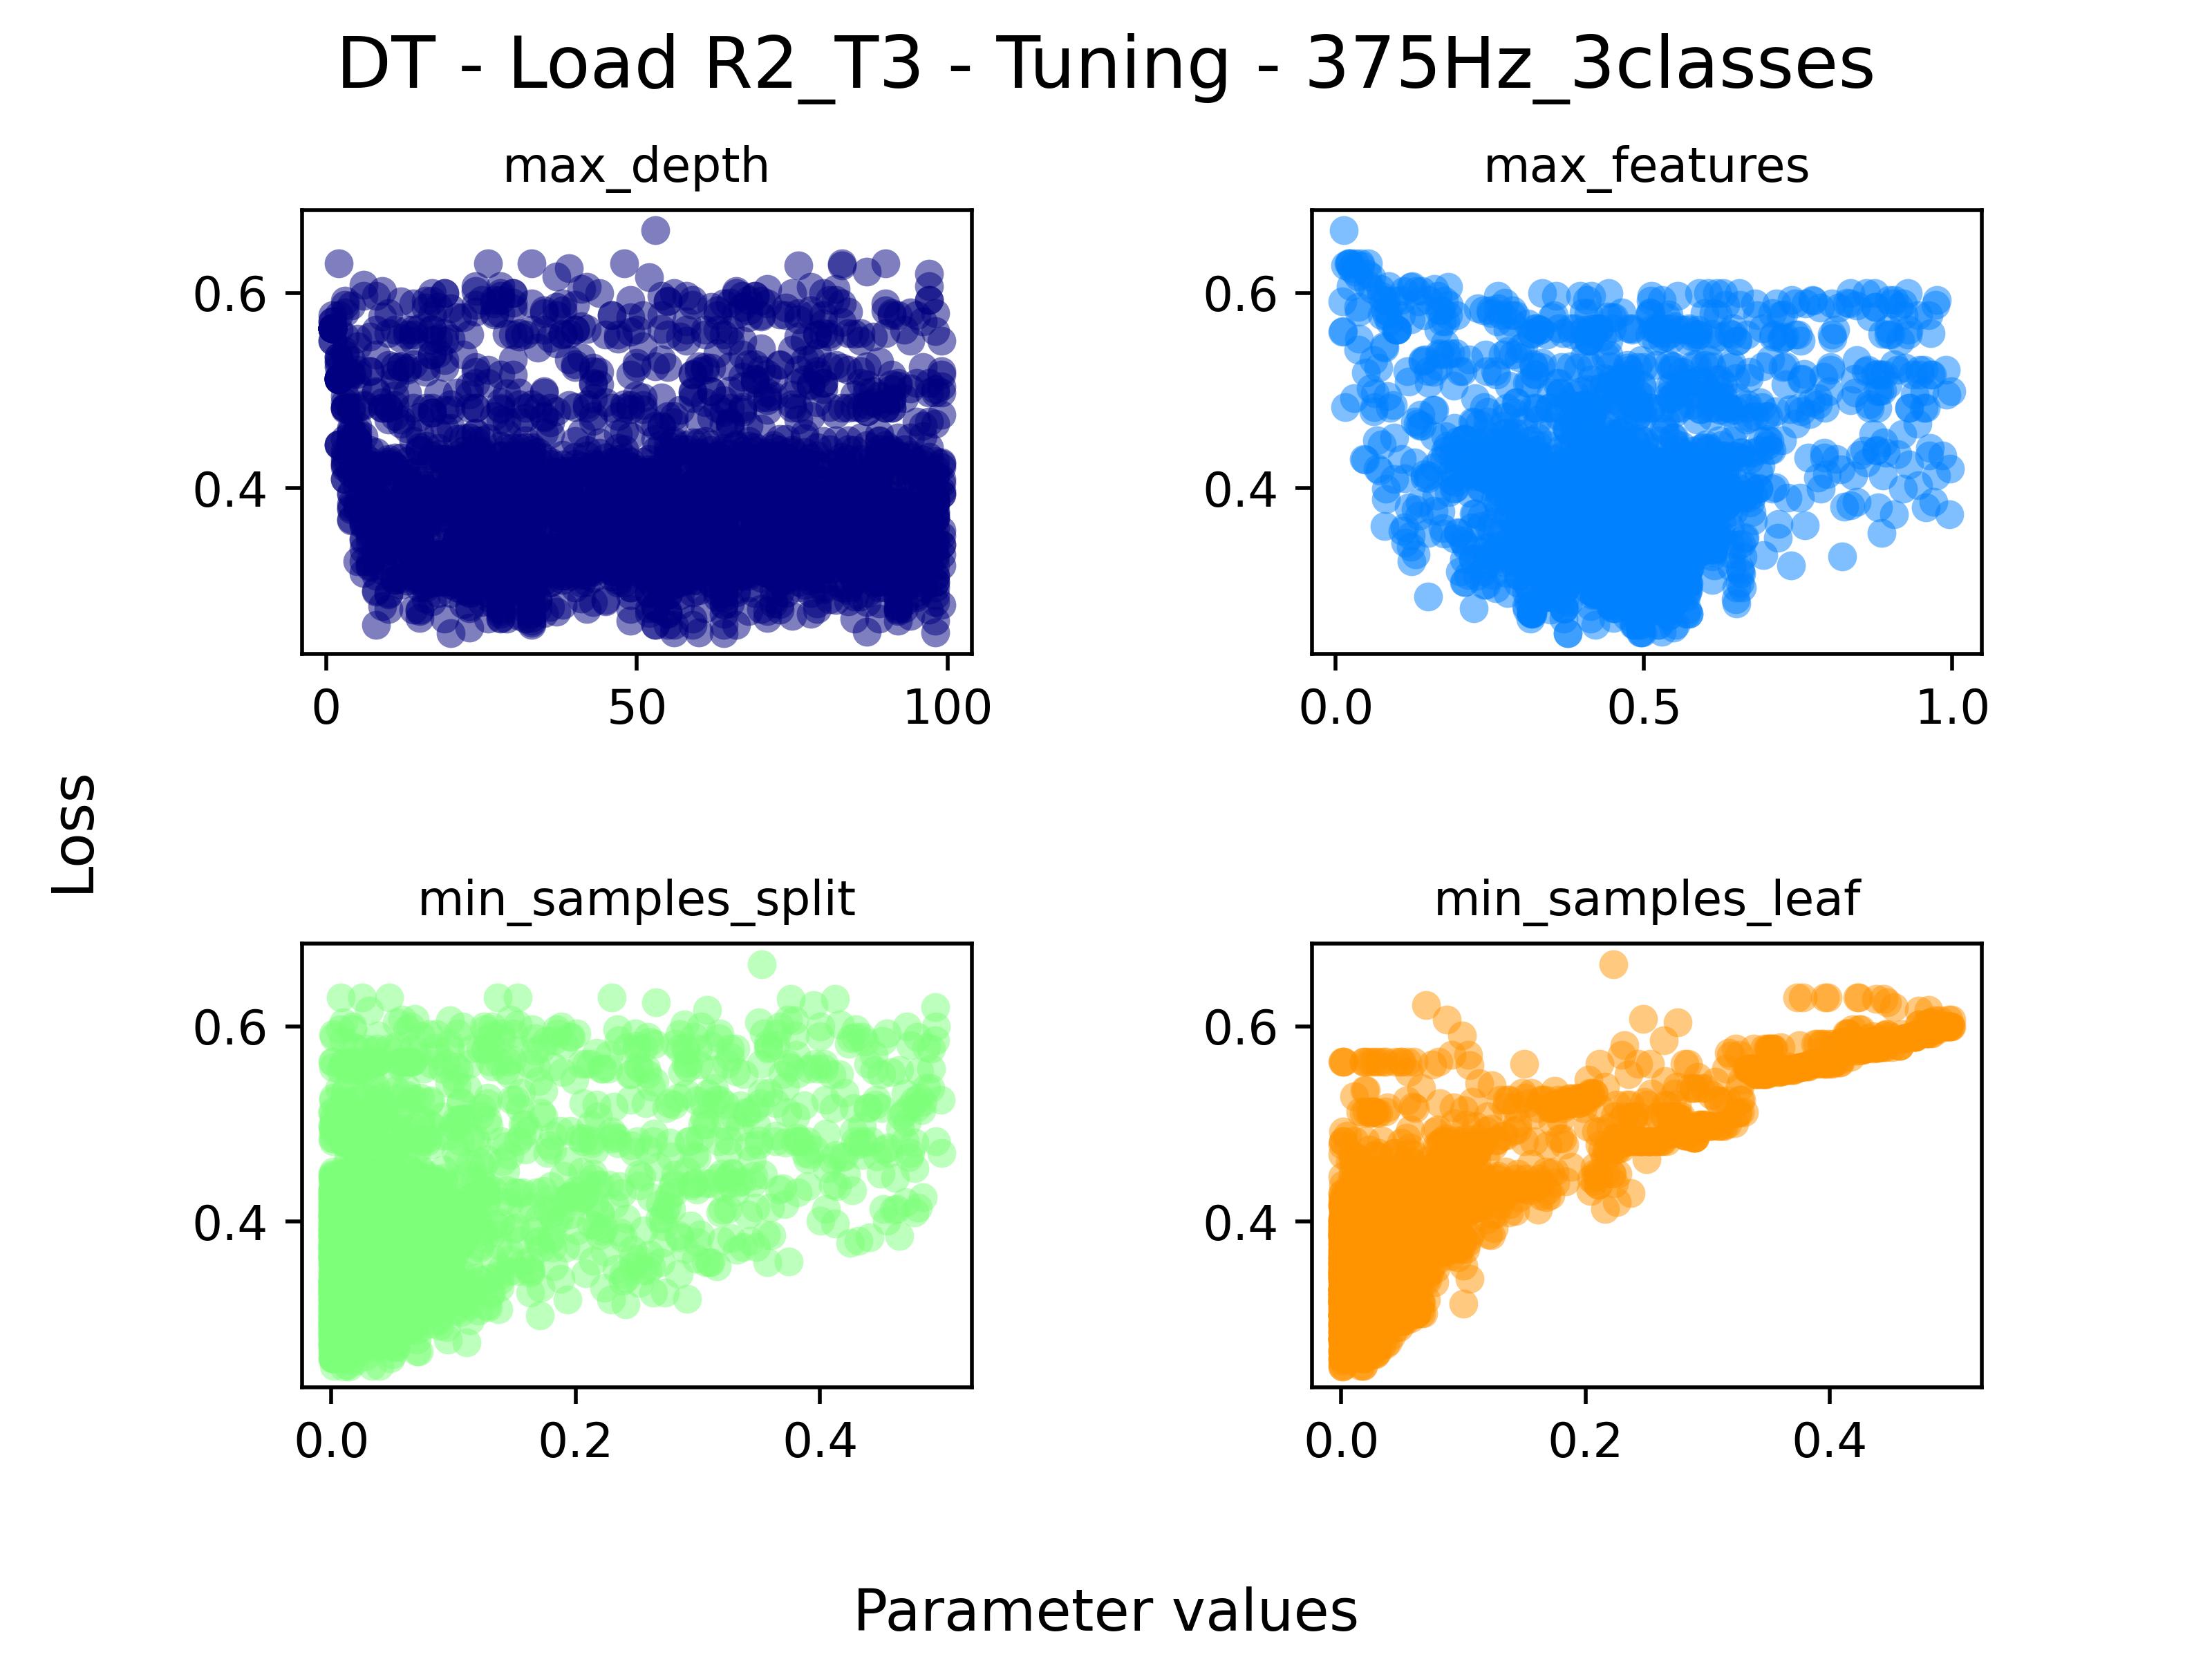 DT - Load R2_T3 - Tuning - 375Hz_3classes
max_depth
max_features
0.6
0.4
0
50
100
0.6
0.4
0.0
0.5
1.0
Loss
min_samples_split
min_samples_leaf
0.6
0.4
0.0
0.2
0.4
0.6
0.4
0.0
0.2
0.4
Parameter values